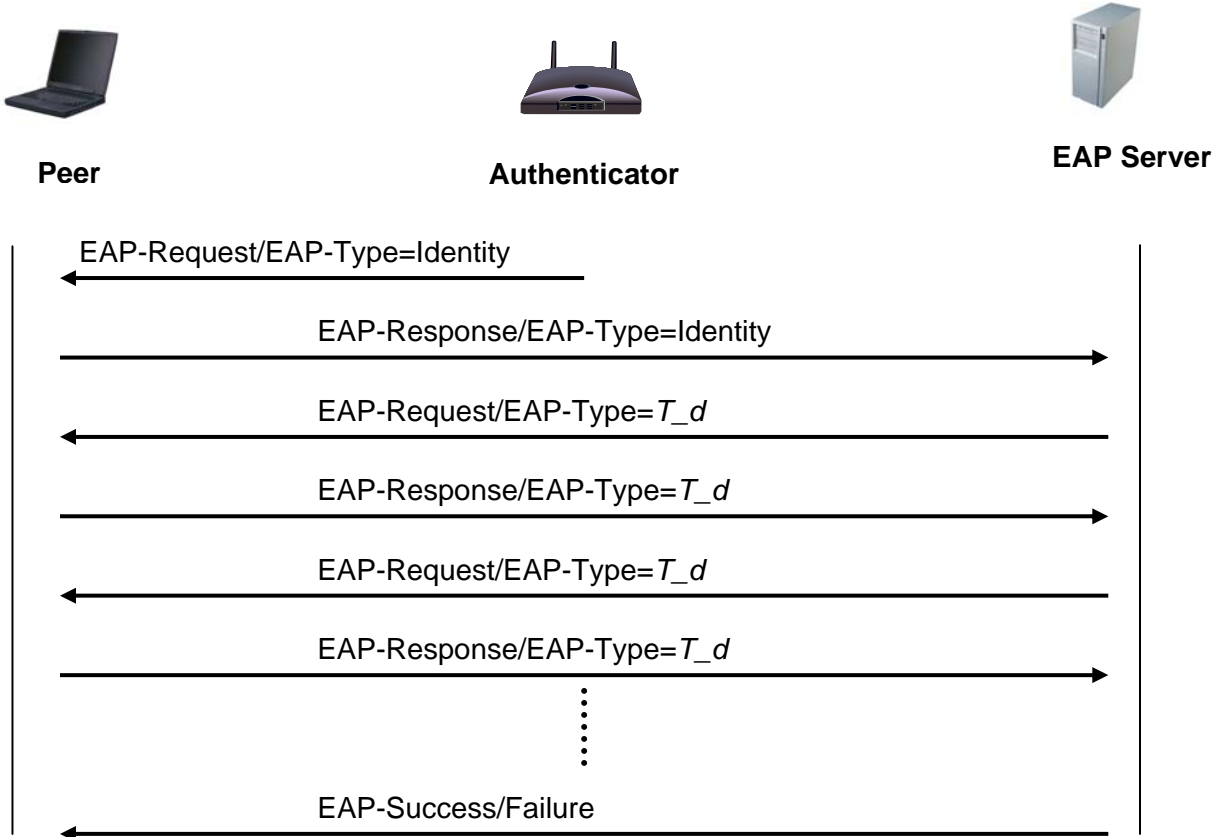 Peer
Authenticator
EAP Server
EAP-Request/EAP-Type=Identity
EAP-Response/EAP-Type=Identity
EAP-Request/EAP-Type=T_d
EAP-Response/EAP-Type=T_d
EAP-Request/EAP-Type=T_d
EAP-Response/EAP-Type=T_d
EAP-Success/Failure